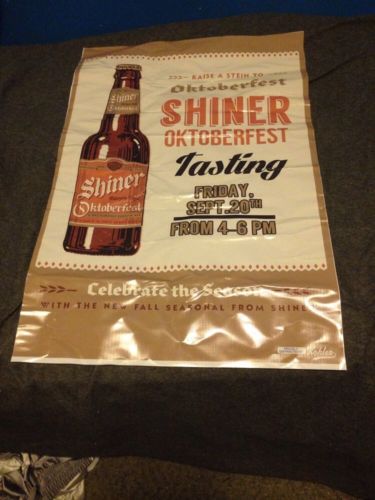 RAISE A STEIN TO
Oktoberfest
SHINER
OKTOBERFEST
Tasting
FRIDAY,
SEPT. 20TH
FROM 4-6 PM
Shiner
Shiner
Oktoberfest
Celebrate the Season
WITH THE NEW FALL SEASONAL FROM SHINER